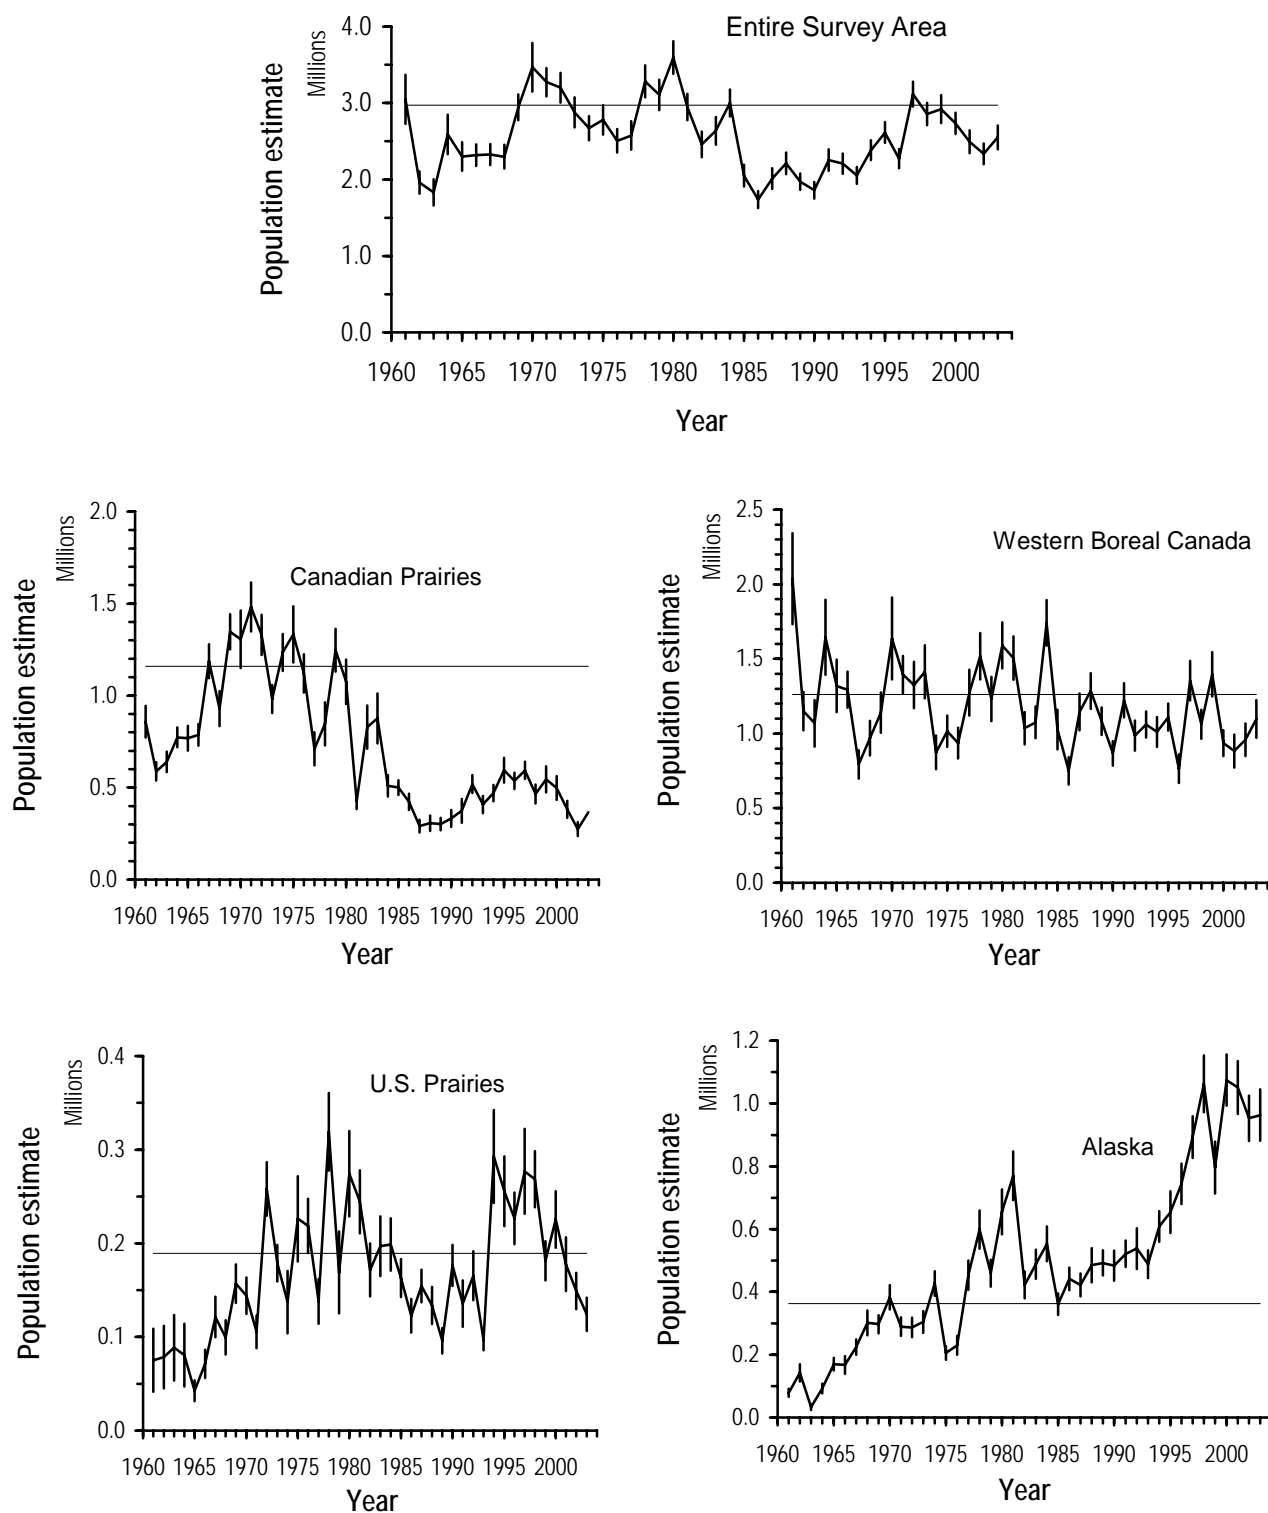 Entire Survey Area
Millions
Population estimate
4.0
3.0
2.0
1.0
0.0
1960 1965 1970 1975 1980 1985 1990 1995 2000
Year
Canadian Prairies
Millions
Population estimate
2.0
1.5
1.0
0.5
0.0
1960 1965 1970 1975 1980 1985 1990 1995 2000
Year
Western Boreal Canada
Millions
Population estimate
2.5
2.0
1.5
1.0
0.5
0.0
1960 1965 1970 1975 1980 1985 1990 1995 2000
Year
U.S. Prairies
Millions
Population estimate
0.4
0.3
0.2
0.1
0.0
1960 1965 1970 1975 1980 1985 1990 1995 2000
Year
Alaska
Millions
Population estimate
1.2
1.0
0.8
0.6
0.4
0.2
0.0
1960 1965 1970 1975 1980 1985 1990 1995 2000
Year